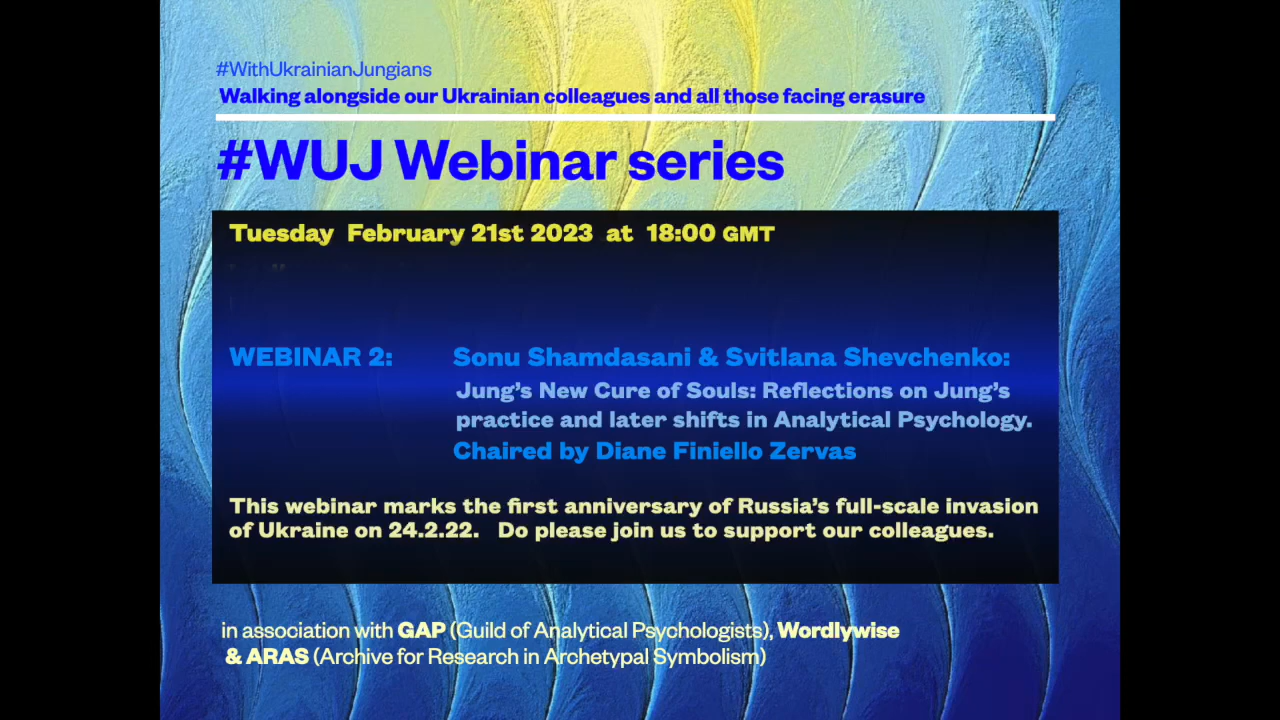 #WithUkrainianJungians
Walking alongside our Ukrainian colleagues and all those facing erasure
#WUJ Webinar series
Tuesday February 21st 2023 at 18:00 GMT
WEBINAR 2: Sonu Shamdasani & Svitlana Shevchenko:
Jung’s New Cure of Souls: Reflections on Jung’s
practice and later shifts in Analytical Psychology.
Chaired by Diane Finiello Zervas
This webinar marks the first anniversary of Russia’s full-scale invasion
of Ukraine on 24.2.22. Do please join us to support our colleagues.
in association with GAP (Guild of Analytical Psychologists), Wordlywise
& ARAS (Archive for Research in Archetypal Symbolism)